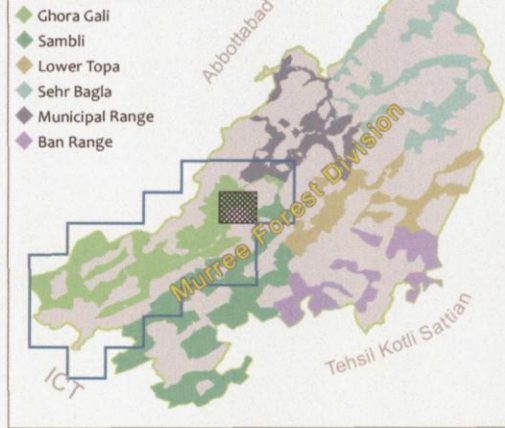 Ghora Gali
Sambli
Lower Topa
Sehr Bagla
Municipal Range
Ban Range
Abbottabad
Murree Forest Division
Tehsil Kotli Sattian
ICT